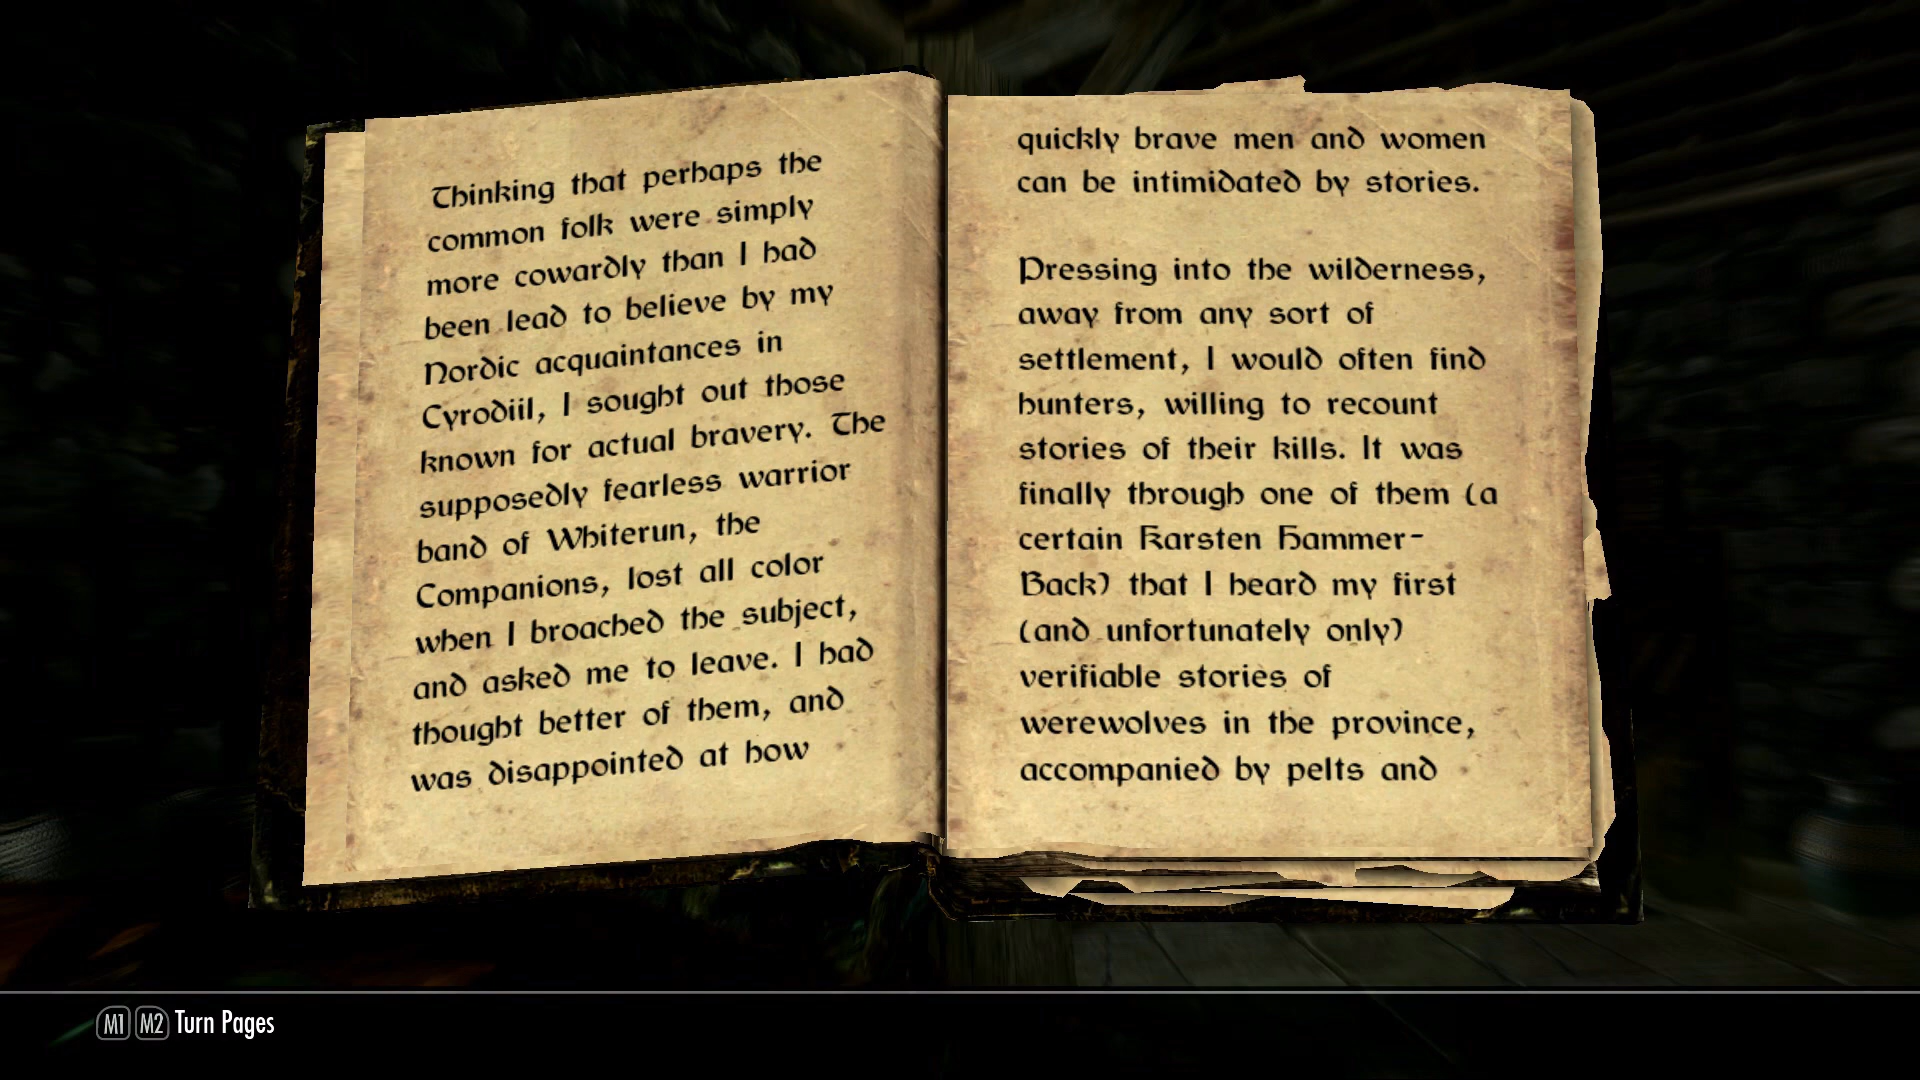 Thinking that perhaps the
common folk were simply
more cowardly than I had
been lead to believe by my
Nordic acquaintances in
Cyrodiil, I sought out those
known for actual bravery. The
supposedly fearless warrior
band of Whiterun, the
Companions, lost all color
when I broached the subject,
and asked me to leave. I had
thought better of them, and
was disappointed at how
quickly brave men and women
can be intimidated by stories.
Pressing into the wilderness,
away from any sort of
settlement, I would often find
hunters, willing to recount
stories of their kills. It was
finally through one of them (a
certain Karsten Hammer-
Back) that I heard my first
(and unfortunately only)
verifiable stories of
werewolves in the province,
accompanied by pelts and
M1 M2 Turn Pages